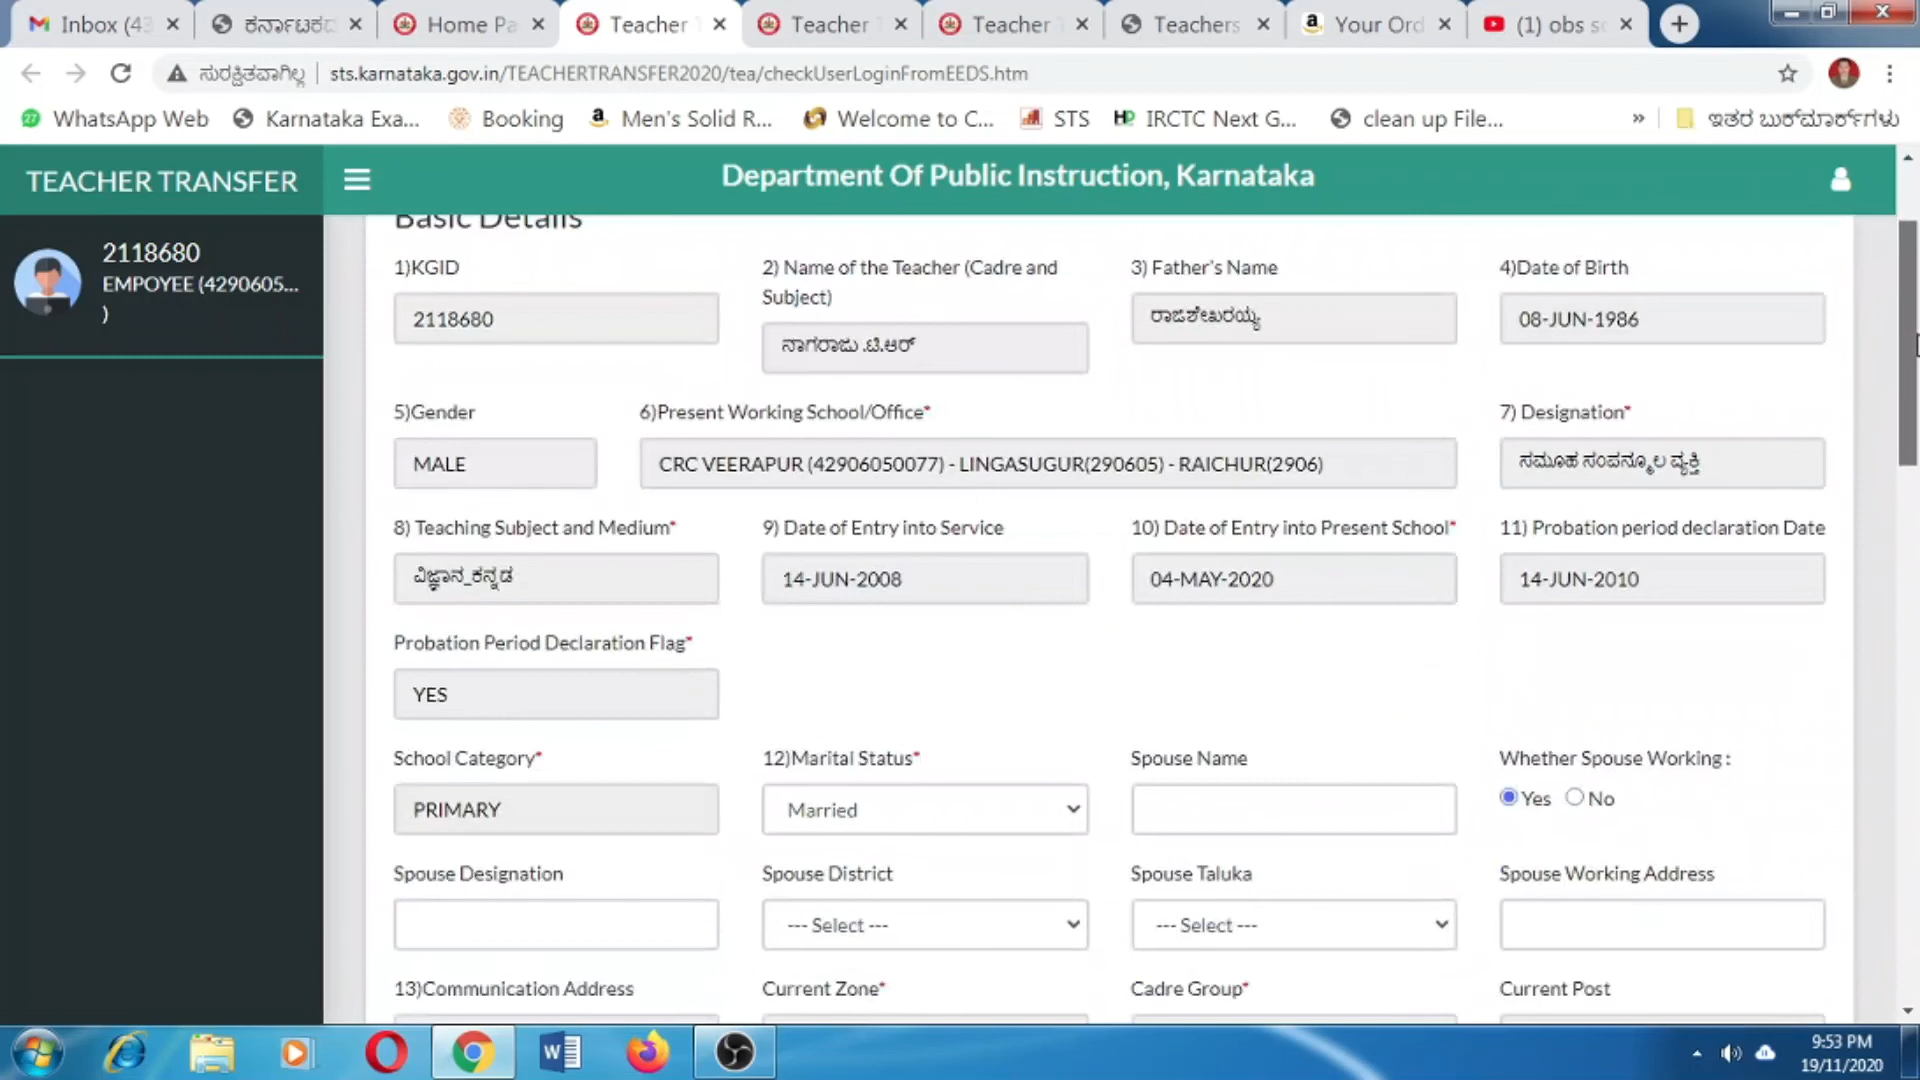 Inbox (43
ಕರ್ನಾಟಕದ
Home Pa
Teacher T
Teacher T
Teacher T
Teachers
Your Ord
(1) obs s
ಸುರಕ್ಷಿತವಾಗಿಲ್ಲ
sts.karnataka.gov.in/TEACHERTRANSFER2020/tea/checkUserLoginFromEEDS.htm
WhatsApp Web Karnataka Exa... Booking Men's Solid R... Welcome to C... STS IRCTC Next G... clean up File... » ಇತರ ಬುಕ್‌ಮಾರ್ಕ್‌ಗಳು
TEACHER TRANSFER
Department Of Public Instruction, Karnataka
2118680
EMPOYEE (4290605...
)
Basic Details
1)KGID
2) Name of the Teacher (Cadre and
Subject)
3) Father's Name
4)Date of Birth
2118680
ನಾಗರಾಜು .ಟಿ.ಆರ್
ರಾಜಶೇಖರಯ್ಯ
08-JUN-1986
5)Gender
6)Present Working School/Office*
7) Designation*
MALE
CRC VEERAPUR (42906050077) - LINGASUGUR(290605) - RAICHUR(2906)
ಸಮೂಹ ಸಂಪನ್ಮೂಲ ವ್ಯಕ್ತಿ
8) Teaching Subject and Medium*
9) Date of Entry into Service
10) Date of Entry into Present School*
11) Probation period declaration Date
ವಿಜ್ಞಾನ_ಕನ್ನಡ
14-JUN-2008
04-MAY-2020
14-JUN-2010
Probation Period Declaration Flag*
YES
School Category*
12)Marital Status*
Spouse Name
Whether Spouse Working :
PRIMARY
Married
Yes No
Spouse Designation
Spouse District
Spouse Taluka
Spouse Working Address
--- Select ---
--- Select ---
13)Communication Address
Current Zone*
Cadre Group*
Current Post
9:53 PM
19/11/2020